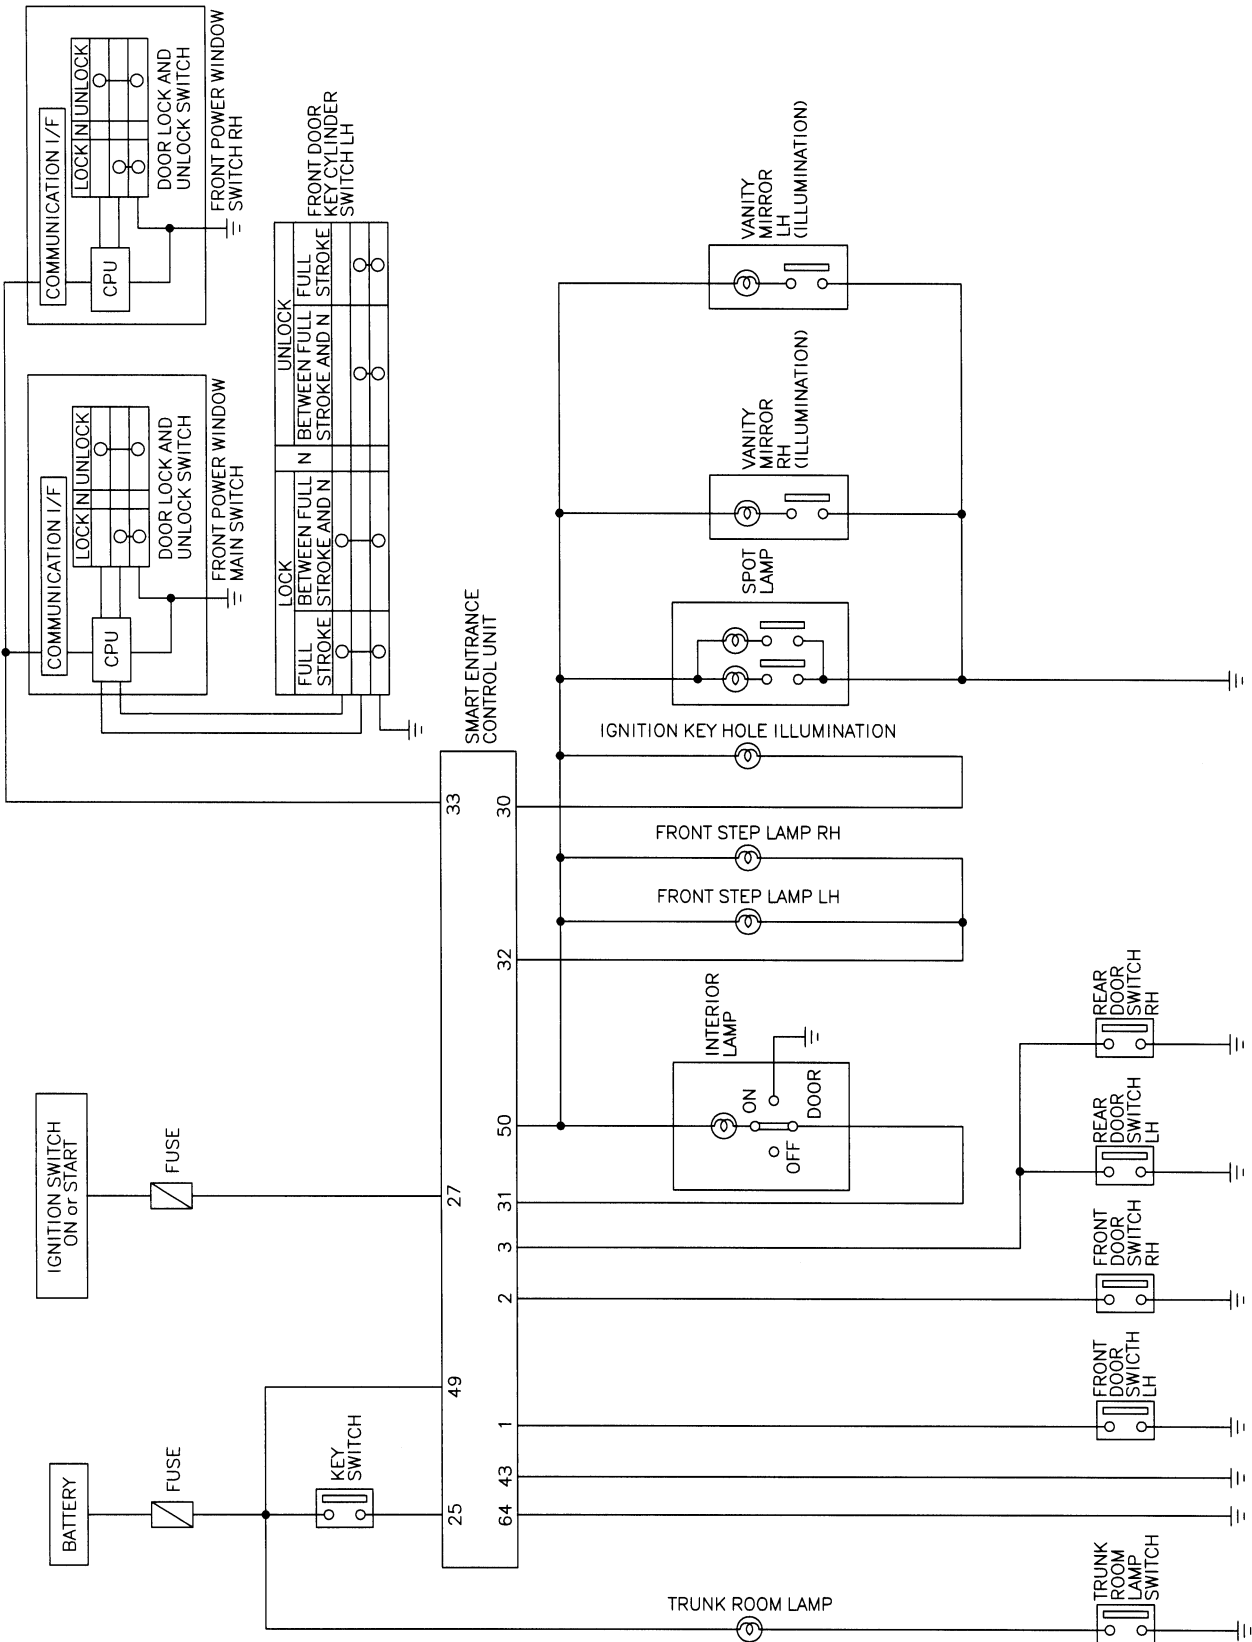 BATTERY
FUSE
KEY
SWITCH
IGNITION SWITCH
ON or START
FUSE
COMMUNICATION I/F
CPU
LOCK N UNLOCK
DOOR LOCK AND
UNLOCK SWITCH
FRONT POWER WINDOW
MAIN SWITCH
COMMUNICATION I/F
CPU
LOCK N UNLOCK
DOOR LOCK AND
UNLOCK SWITCH
FRONT POWER WINDOW
SWITCH RH
LOCK
N
UNLOCK
FULL
STROKE
BETWEEN FULL
STROKE AND N
BETWEEN FULL
STROKE AND N
FULL
STROKE
FRONT DOOR
KEY CYLINDER
SWITCH LH
SMART ENTRANCE
CONTROL UNIT
25
49
27
33
64
43
1
2
3
31
50
32
30
TRUNK ROOM LAMP
INTERIOR
LAMP
ON
OFF
DOOR
FRONT STEP LAMP LH
FRONT STEP LAMP RH
IGNITION KEY HOLE ILLUMINATION
SPOT
LAMP
VANITY
MIRROR
RH
(ILLUMINATION)
VANITY
MIRROR
LH
(ILLUMINATION)
TRUNK
ROOM
LAMP
SWITCH
FRONT
DOOR
SWICTH
LH
FRONT
DOOR
SWITCH
RH
REAR
DOOR
SWITCH
LH
REAR
DOOR
SWITCH
RH